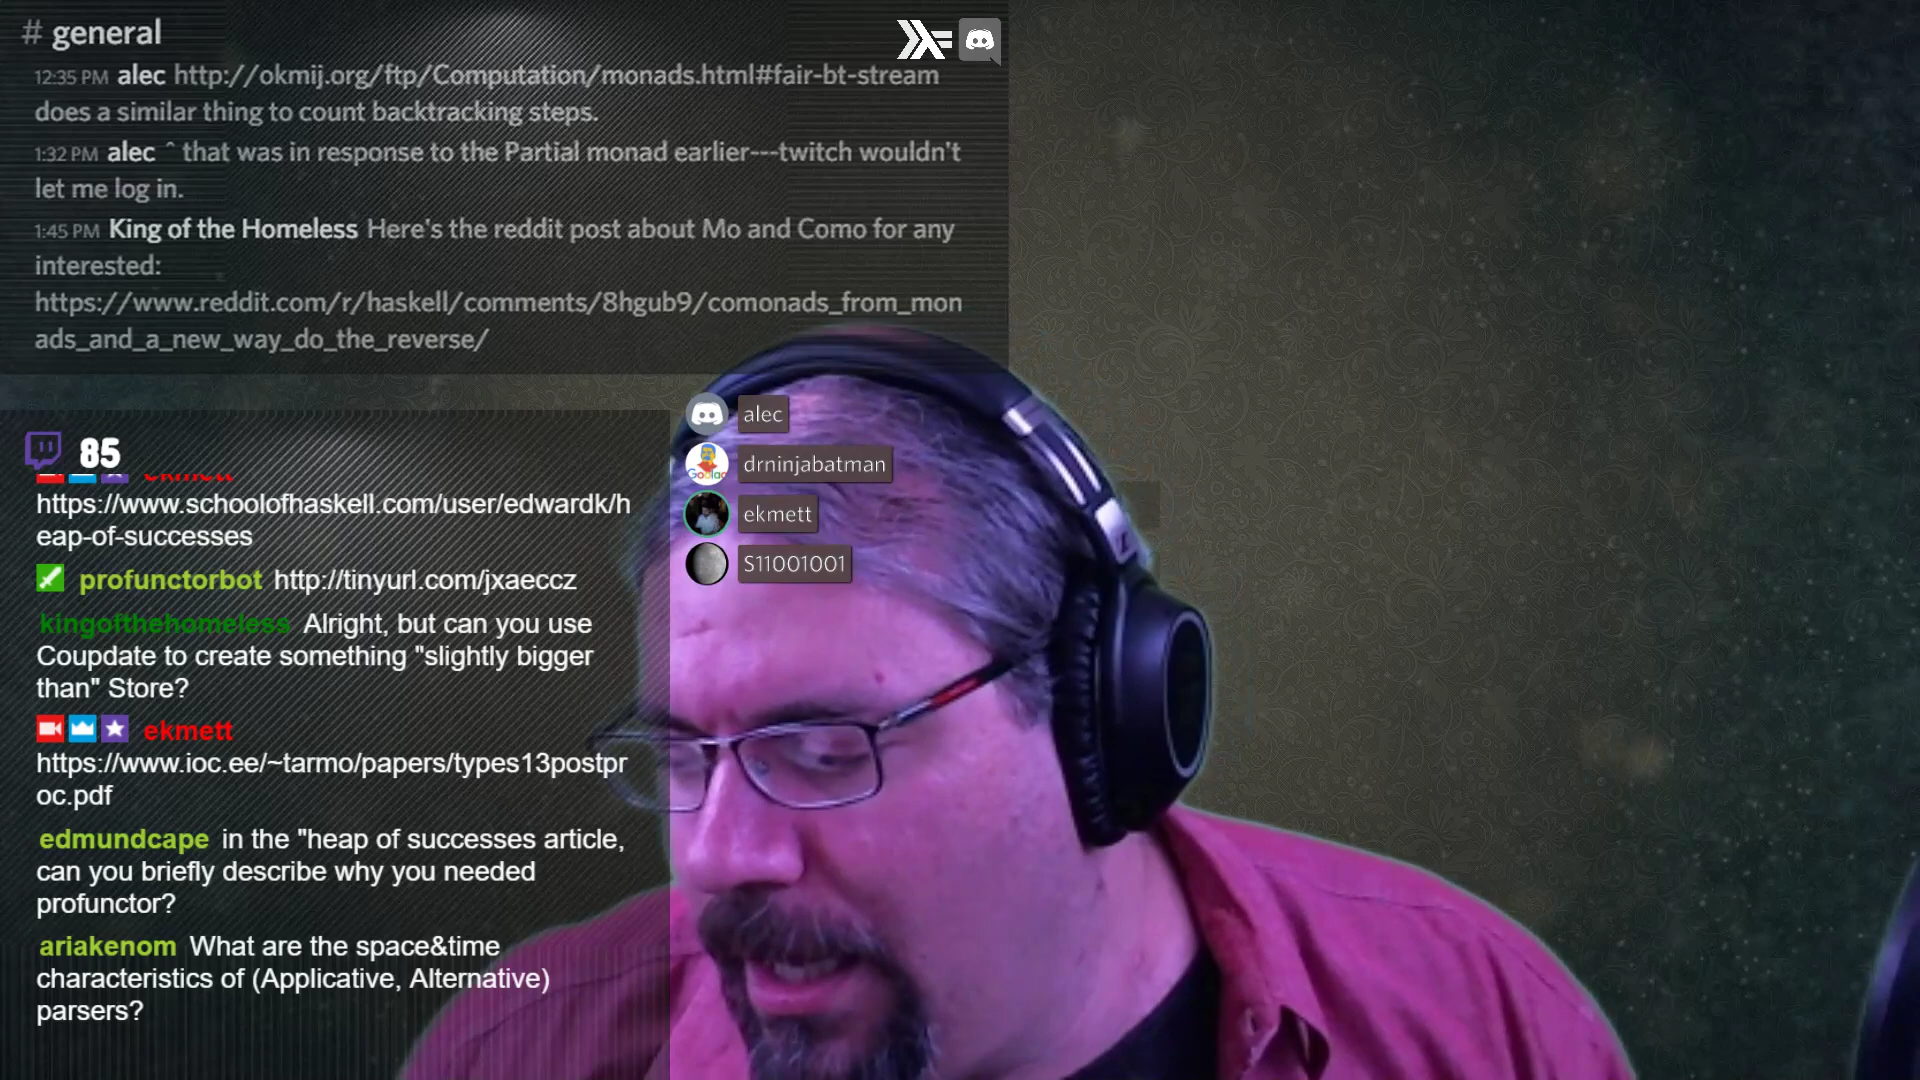 # general
12:35 PM alec http://okmij.org/ftp/Computation/monads.html#fair-bt-stream
does a similar thing to count backtracking steps.
1:32 PM alec ^ that was in response to the Partial monad earlier---twitch wouldn't
let me log in.
1:45 PM King of the Homeless Here's the reddit post about Mo and Como for any
interested:
https://www.reddit.com/r/haskell/comments/8hgub9/comonads_from_mon
ads_and_a_new_way_do_the_reverse/
alec
drninjabatman
ekmett
S11001001
85
ekmett
https://www.schoolofhaskell.com/user/edwardk/h
eap-of-successes
profunctorbot http://tinyurl.com/jxaeccz
kingofthehomeless Alright, but can you use
Coupdate to create something "slightly bigger
than" Store?
ekmett
https://www.ioc.ee/~tarmo/papers/types13postpr
oc.pdf
edmundcape in the "heap of successes article,
can you briefly describe why you needed
profunctor?
ariakenom What are the space&time
characteristics of (Applicative, Alternative)
parsers?